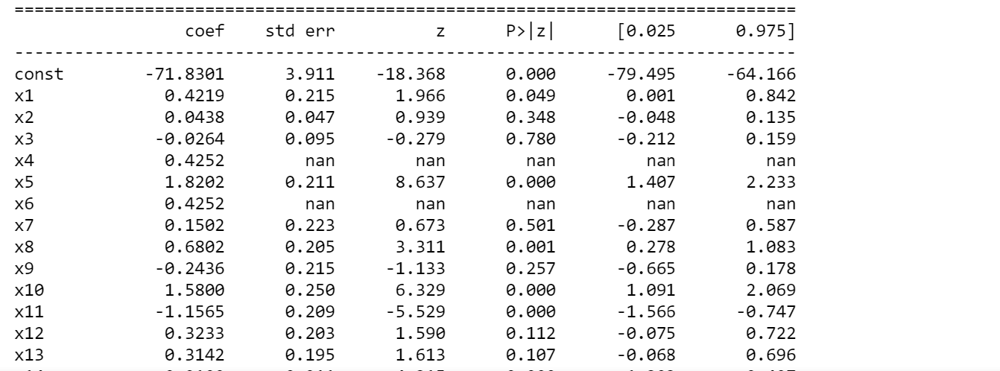 ==============================================================================
coef std err z P>|z| [0.025 0.975]
------------------------------------------------------------------------------
const -71.8301 3.911 -18.368 0.000 -79.495 -64.166
x1 0.4219 0.215 1.966 0.049 0.001 0.842
x2 0.0438 0.047 0.939 0.348 -0.048 0.135
x3 -0.0264 0.095 -0.279 0.780 -0.212 0.159
x4 0.4252 nan nan nan nan nan
x5 1.8202 0.211 8.637 0.000 1.407 2.233
x6 0.4252 nan nan nan nan nan
x7 0.1502 0.223 0.673 0.501 -0.287 0.587
x8 0.6802 0.205 3.311 0.001 0.278 1.083
x9 -0.2436 0.215 -1.133 0.257 -0.665 0.178
x10 1.5800 0.250 6.329 0.000 1.091 2.069
x11 -1.1565 0.209 -5.529 0.000 -1.566 -0.747
x12 0.3233 0.203 1.590 0.112 -0.075 0.722
x13 0.3142 0.195 1.613 0.107 -0.068 0.696